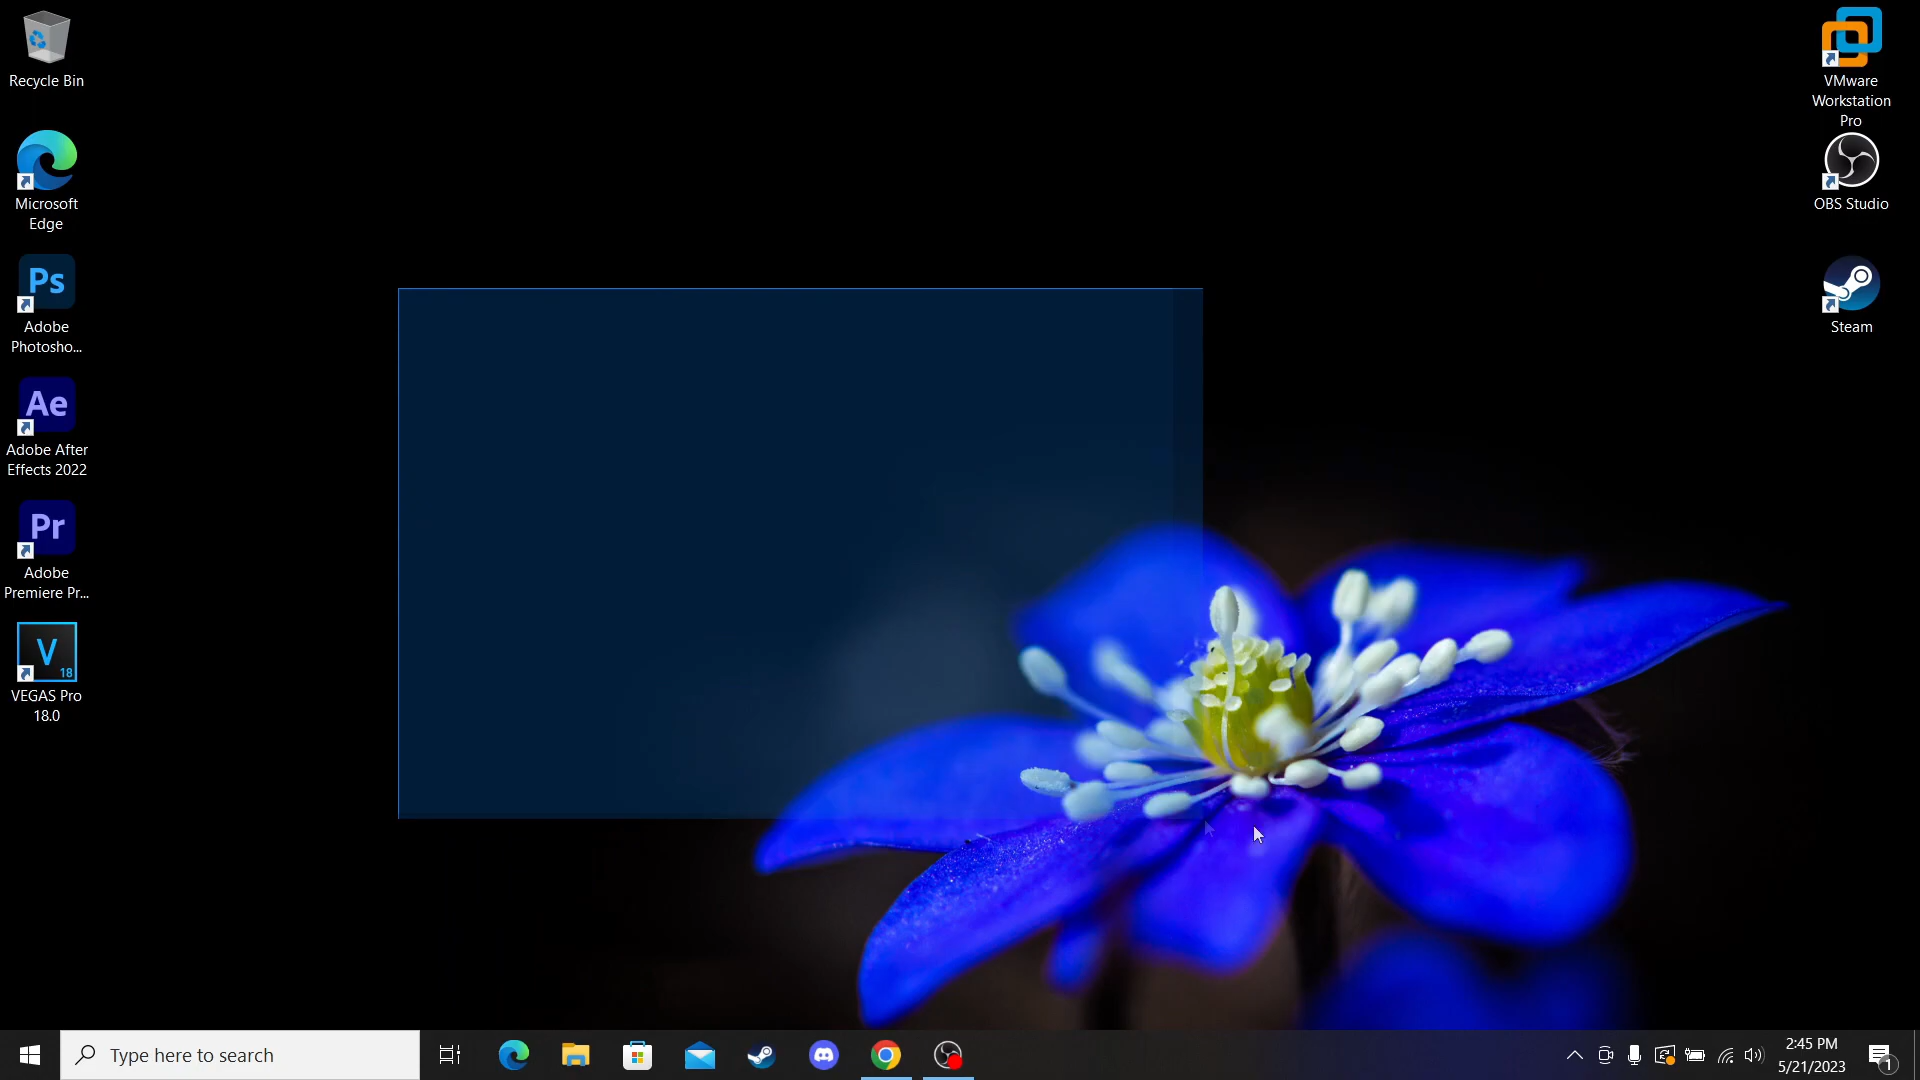 Recycle Bin
Microsoft
Edge
Ps
Adobe
Photosho...
Ae
Adobe After
Effects 2022
Pr
Adobe
Premiere Pr...
V
18
VEGAS Pro
18.0
VMware
Workstation
Pro
OBS Studio
Steam
Type here to search
2:45 PM
5/21/2023
1